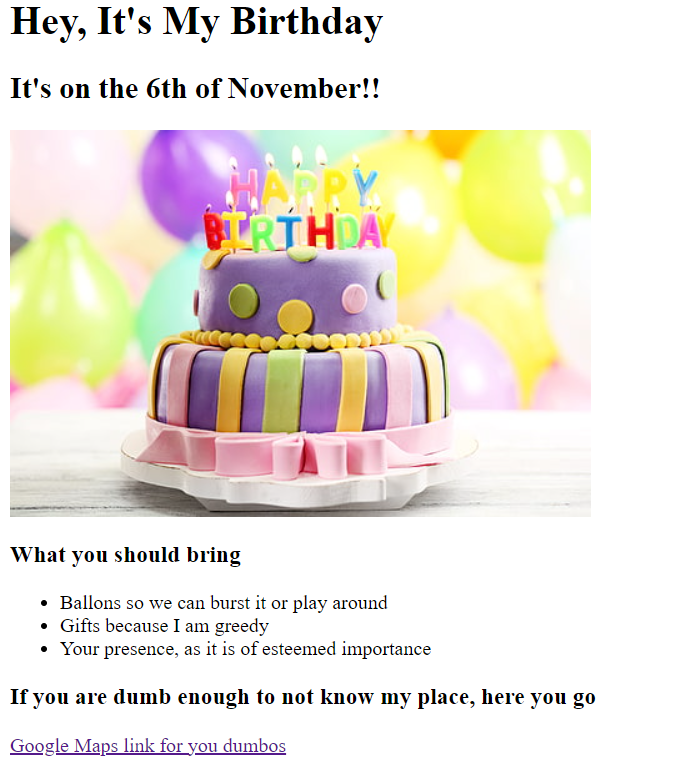 Hey, It's My Birthday
It's on the 6th of November!!
HAPPY
BIRTHDAY
What you should bring
Ballons so we can burst it or play around
Gifts because I am greedy
Your presence, as it is of esteemed importance
If you are dumb enough to not know my place, here you go
Google Maps link for you dumbos